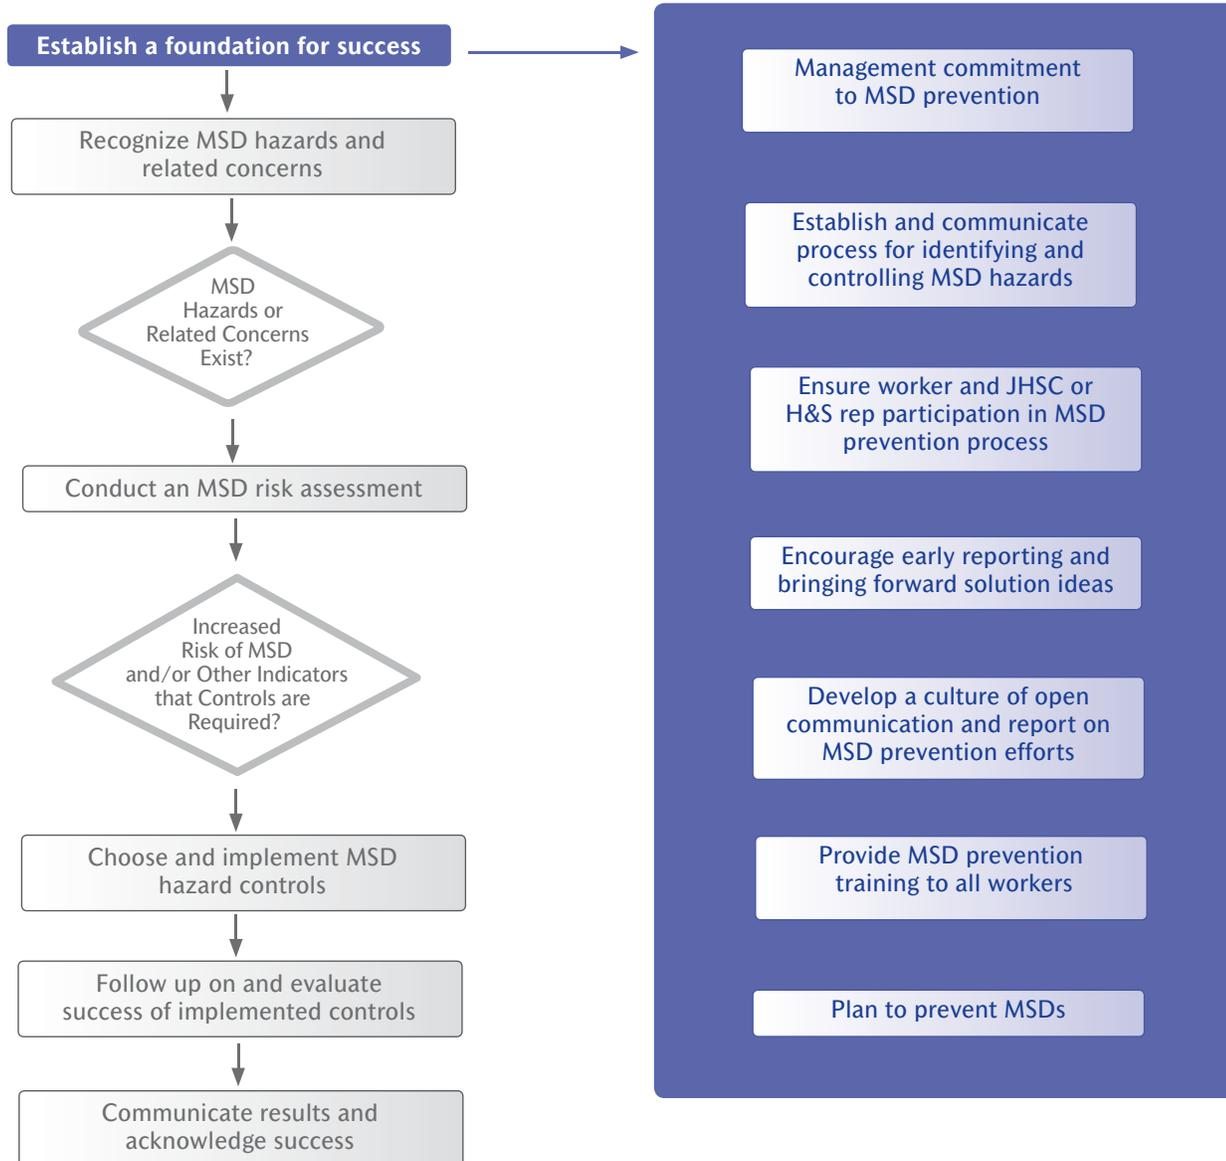 Establish a foundation for success
Recognize MSD hazards and
related concerns
MSD
Hazards or
Related Concerns
Exist?
Conduct an MSD risk assessment
Increased
Risk of MSD
and/or Other Indicators
that Controls are
Required?
Choose and implement MSD
hazard controls
Follow up on and evaluate
success of implemented controls
Communicate results and
acknowledge success
Management commitment
to MSD prevention
Establish and communicate
process for identifying and
controlling MSD hazards
Ensure worker and JHSC or
H&S rep participation in MSD
prevention process
Encourage early reporting and
bringing forward solution ideas
Develop a culture of open
communication and report on
MSD prevention efforts
Provide MSD prevention
training to all workers
Plan to prevent MSDs